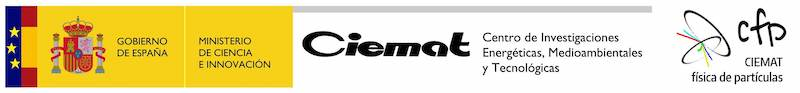 GOBIERNO
DE ESPAÑA
MINISTERIO
DE CIENCIA
E INNOVACIÓN
Ciemat
Centro de Investigaciones
Energéticas, Medioambientales
y Tecnológicas
cfp
CIEMAT
física de partículas